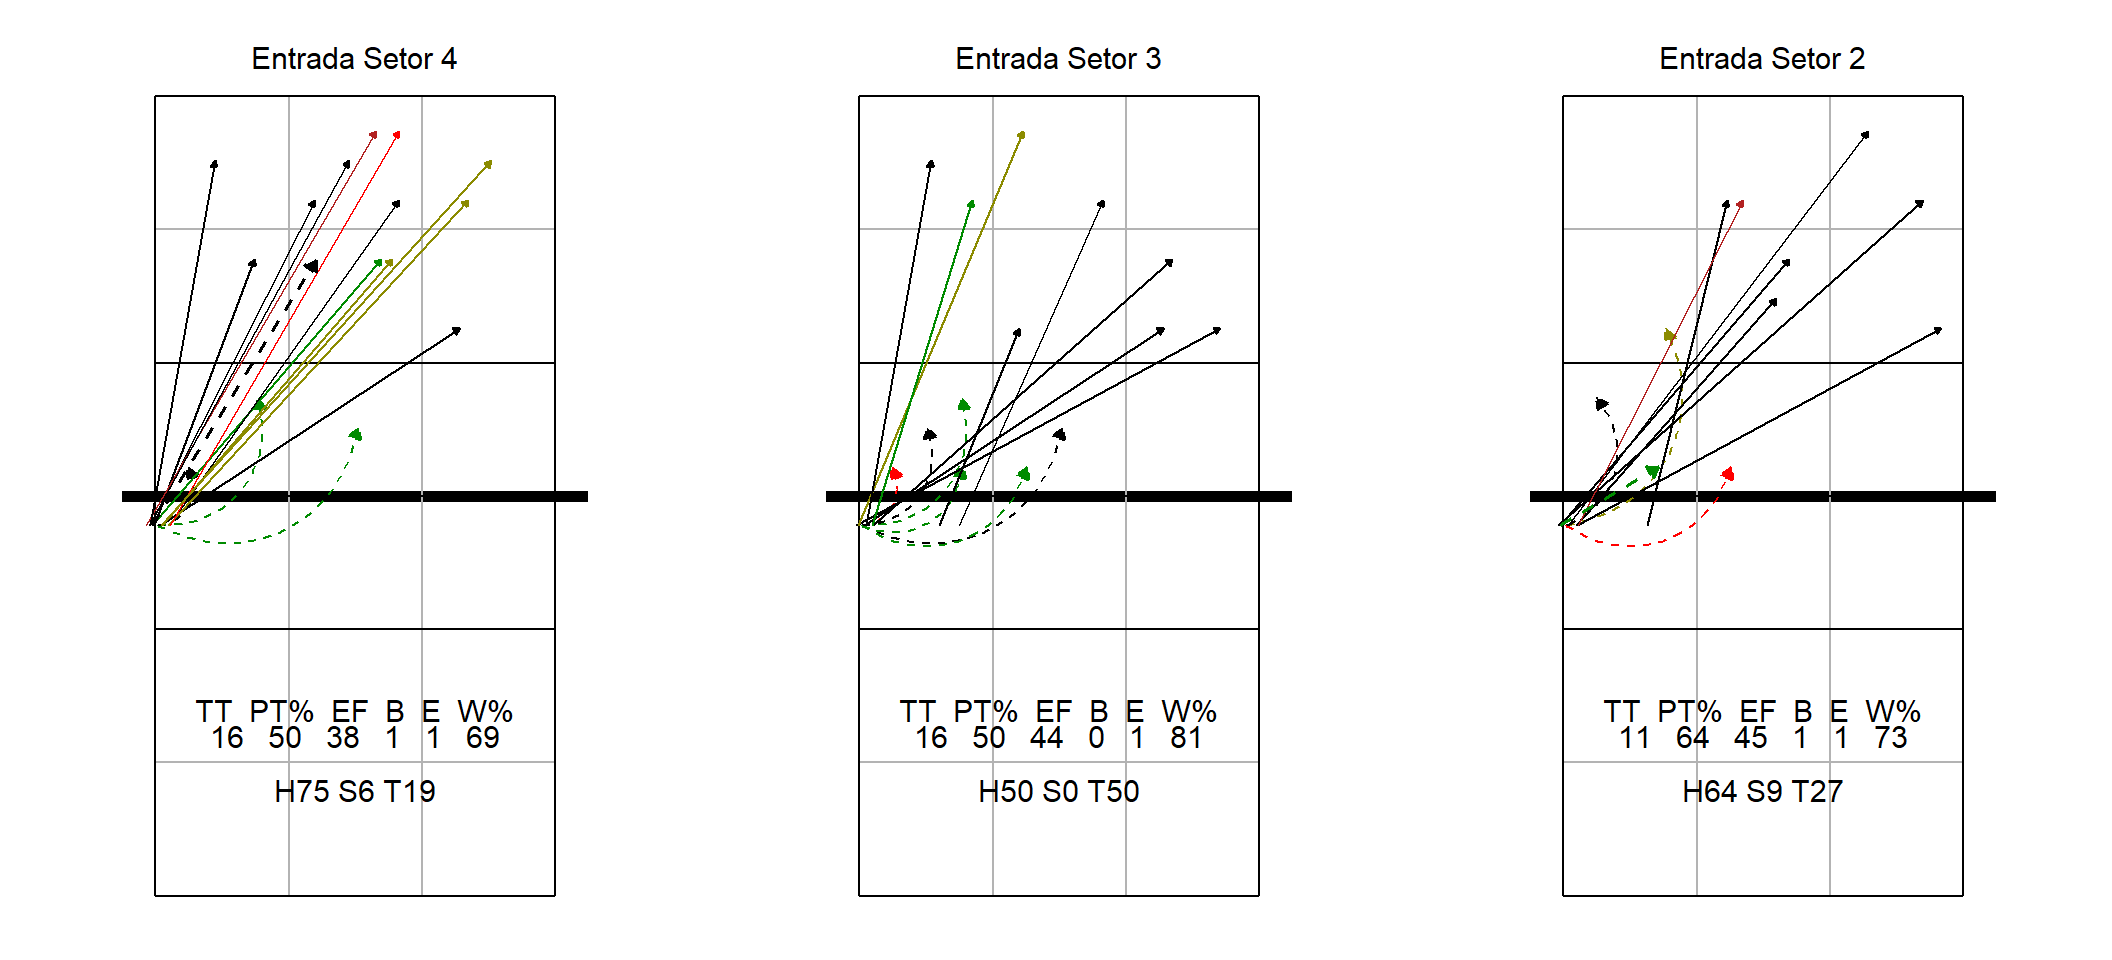 Entrada Setor 4
TT PT% EF B E W%
16 50 38 1 1 69
H75 S6 T19
Entrada Setor 3
TT PT% EF B E W%
16 50 44 0 1 81
H50 S0 T50
Entrada Setor 2
TT PT% EF B E W%
11 64 45 1 1 73
H64 S9 T27